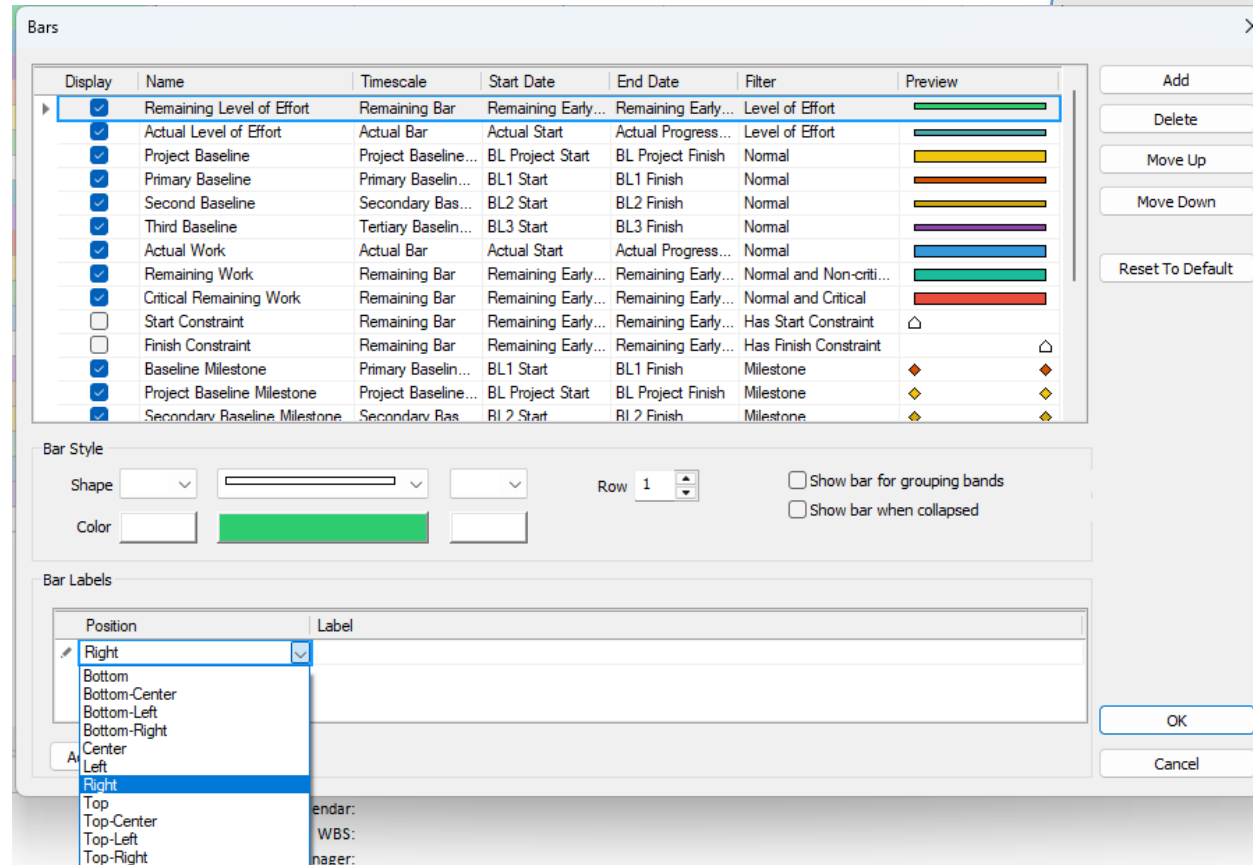 Bars
Display Name Timescale Start Date End Date Filter Preview
Remaining Level of Effort Remaining Bar Remaining Early... Remaining Early... Level of Effort
Actual Level of Effort Actual Bar Actual Start Actual Progress... Level of Effort
Project Baseline Project Baseline... BL Project Start BL Project Finish Normal
Primary Baseline Primary Baselin... BL1 Start BL1 Finish Normal
Second Baseline Secondary Bas... BL2 Start BL2 Finish Normal
Third Baseline Tertiary Baselin... BL3 Start BL3 Finish Normal
Actual Work Actual Bar Actual Start Actual Progress... Normal
Remaining Work Remaining Bar Remaining Early... Remaining Early... Normal and Non-criti...
Critical Remaining Work Remaining Bar Remaining Early... Remaining Early... Normal and Critical
Start Constraint Remaining Bar Remaining Early... Remaining Early... Has Start Constraint
Finish Constraint Remaining Bar Remaining Early... Remaining Early... Has Finish Constraint
Baseline Milestone Primary Baselin... BL1 Start BL1 Finish Milestone
Project Baseline Milestone Project Baseline... BL Project Start BL Project Finish Milestone
Secondary Baseline Milestone Secondary Bas BL2 Start BL2 Finish Milestone
Add
Delete
Move Up
Move Down
Reset To Default
Bar Style
Shape
Row 1
Show bar for grouping bands
Show bar when collapsed
Color
Bar Labels
Position Label
Right
Bottom
Bottom-Center
Bottom-Left
Bottom-Right
Center
Left
Right
Top
Top-Center
Top-Left
Top-Right
OK
Cancel
endar:
WBS:
nager: